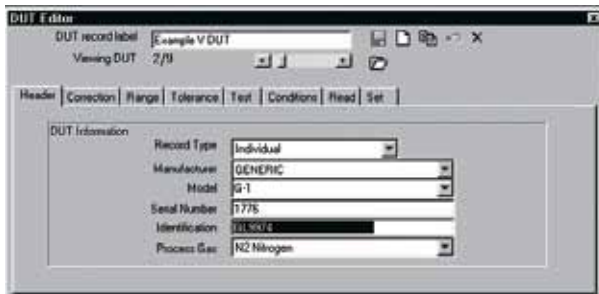 DUT Editor
DUT record label Example V DUT
Viewing DUT 2/9
Header Correction Range Tolerance Test Conditions Read Set
DUT Information
Record Type Individual
Manufacturer GENERIC
Model G-1
Serial Number 1776
Identification
Process Gas N2 Nitrogen